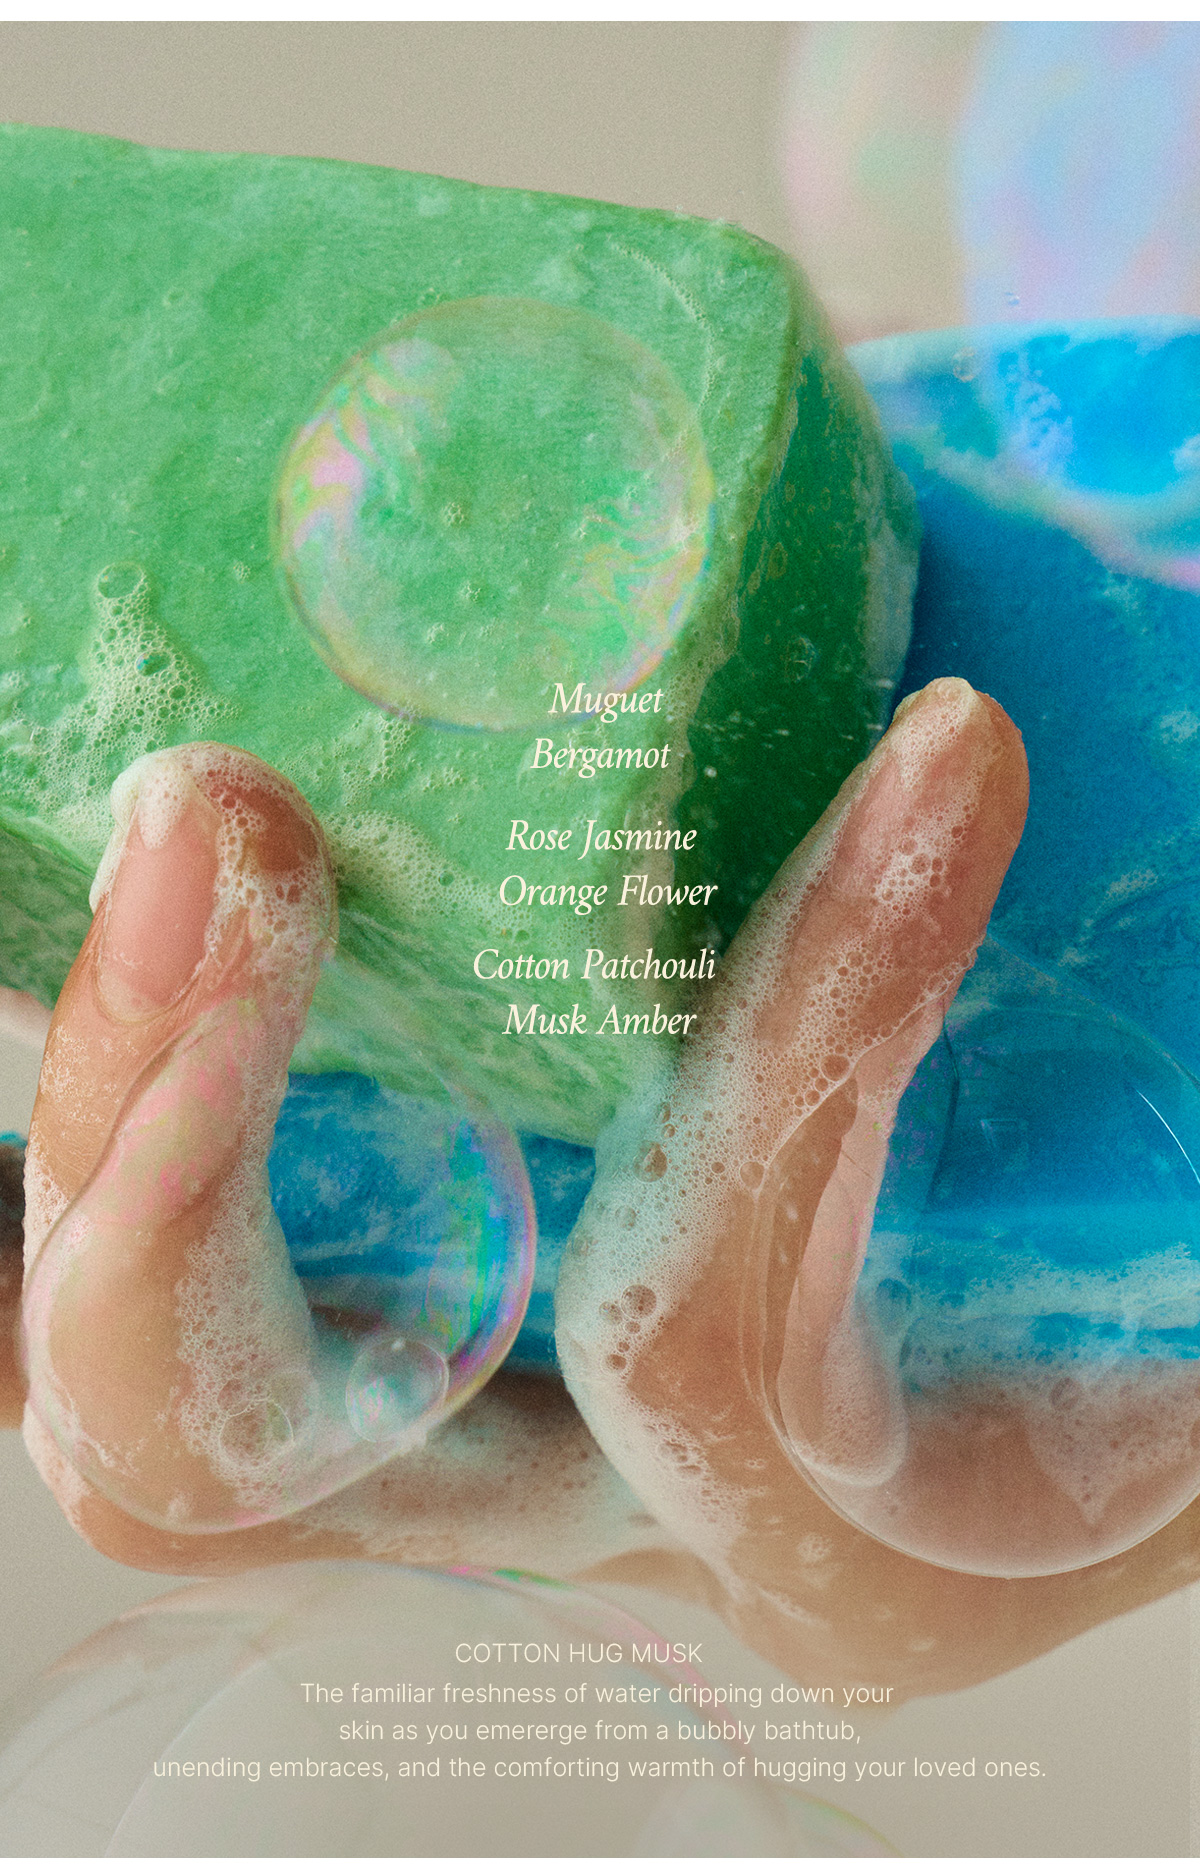 Muguet
Bergamot
Rose Jasmine
Orange Flower
Cotton Patchouli
Musk Amber
COTTON HUG MUSK
The familiar freshness of water dripping down your
skin as you emererge from a bubbly bathtub,
unending embraces, and the comforting warmth of hugging your loved ones.